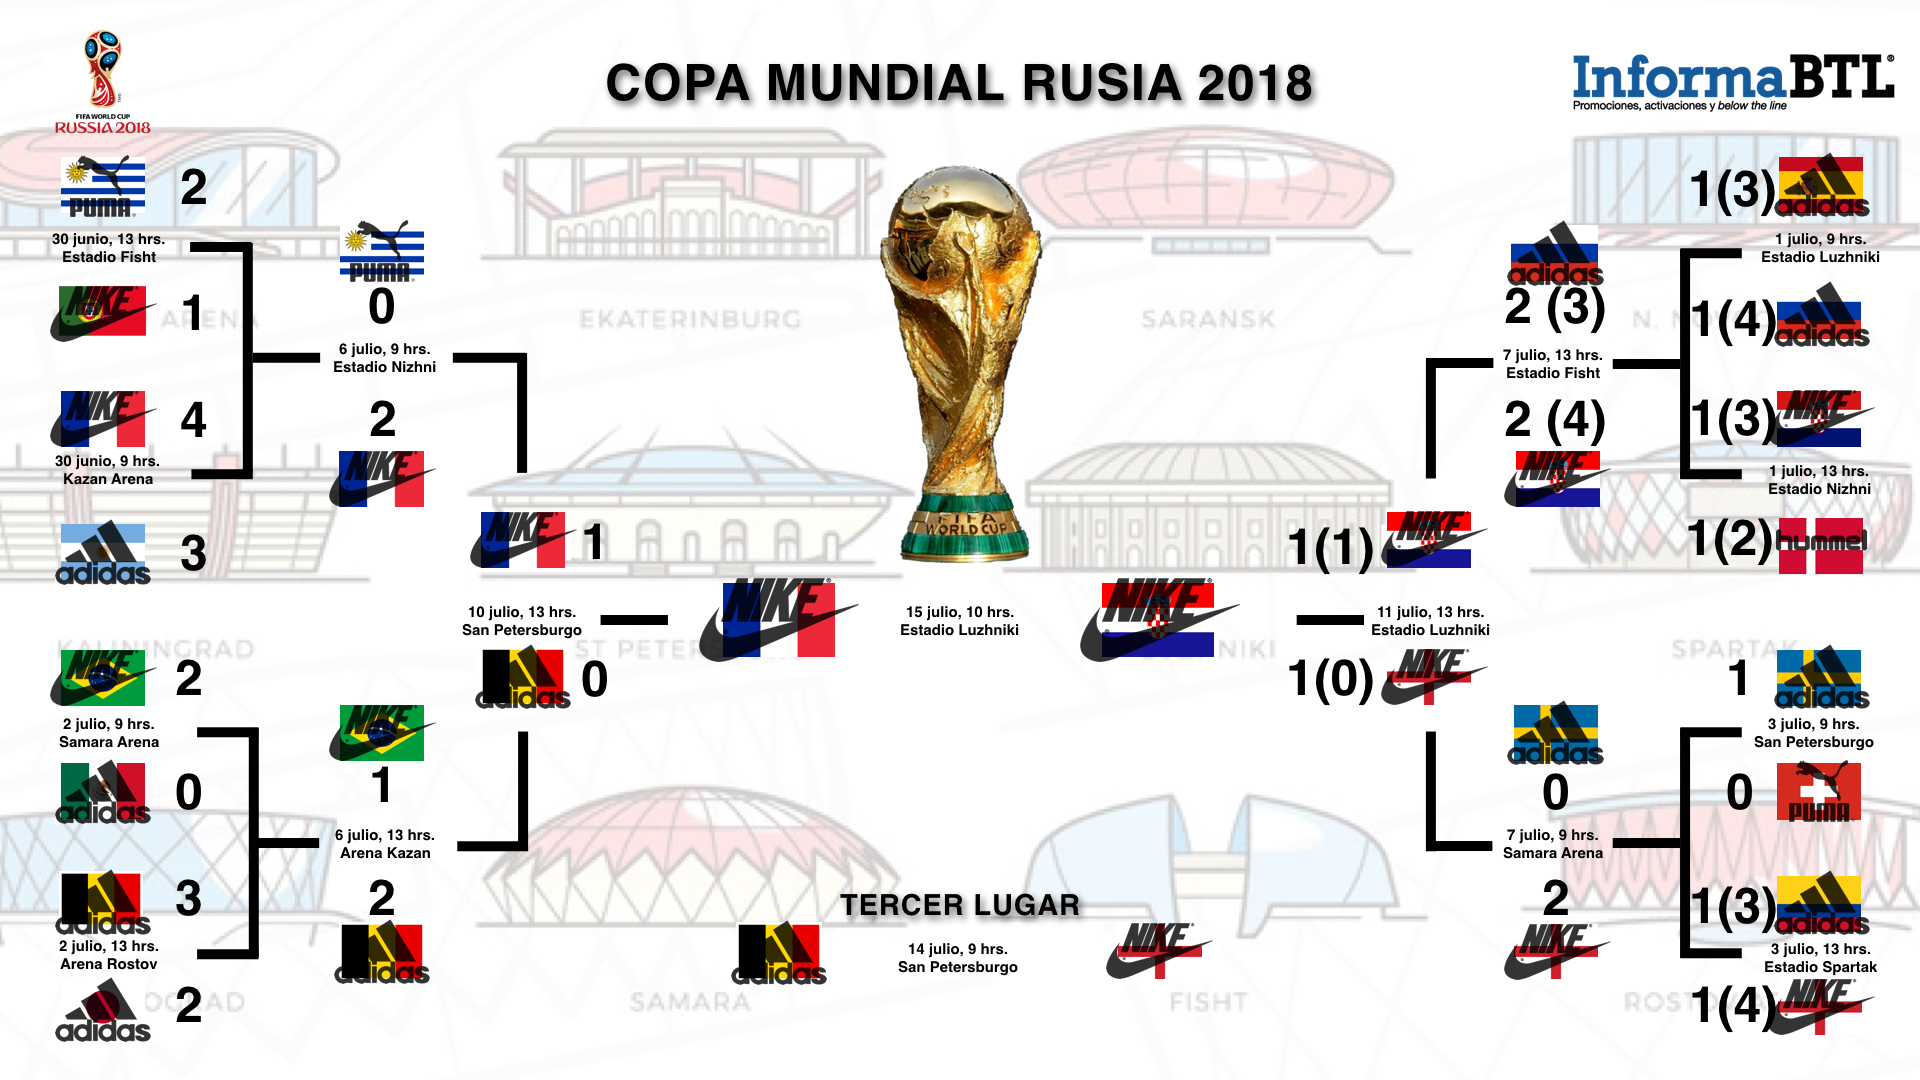 COPA MUNDIAL RUSIA 2018
FIFA WORLD CUP
RUSSIA 2018
InformaBTL
Promociones, activaciones y below the line
PUMA
2
30 junio, 13 hrs.
Estadio Fisht
NIKE
1
ARENA
NIKE
4
30 junio, 9 hrs.
Kazan Arena
adidas
3
PUMA
0
6 julio, 9 hrs.
Estadio Nizhni
2
NIKE
EKATERINBURG
SARANSK
KALININGRAD
NIKE
2
2 julio, 9 hrs.
Samara Arena
adidas
0
adidas
3
2 julio, 13 hrs.
Arena Rostov
adidas
2
NIKE
1
6 julio, 13 hrs.
Arena Kazan
2
adidas
NIKE
1
10 julio, 13 hrs.
San Petersburgo
ST PETERS
adidas
0
NIKE
FIFA
WORLD CUP
15 julio, 10 hrs.
Estadio Luzhniki
NIKE
NIKI
1(1)
NIKE
11 julio, 13 hrs.
Estadio Luzhniki
1(0)
NIKE
adidas
2 (3)
7 julio, 13 hrs.
Estadio Fisht
2 (4)
NIKE
1(3)
adidas
1 julio, 9 hrs.
Estadio Luzhniki
1(4)
adidas
1(3)
NIKE
1 julio, 13 hrs.
Estadio Nizhni
1(2)
hummel
SPARTAK
adidas
0
7 julio, 9 hrs.
Samara Arena
2
NIKE
1
adidas
3 julio, 9 hrs.
San Petersburgo
0
PUMA
1(3)
adidas
3 julio, 13 hrs.
Estadio Spartak
1(4)
NIKE
TERCER LUGAR
adidas
14 julio, 9 hrs.
San Petersburgo
NIKE
SAMARA
FISHT